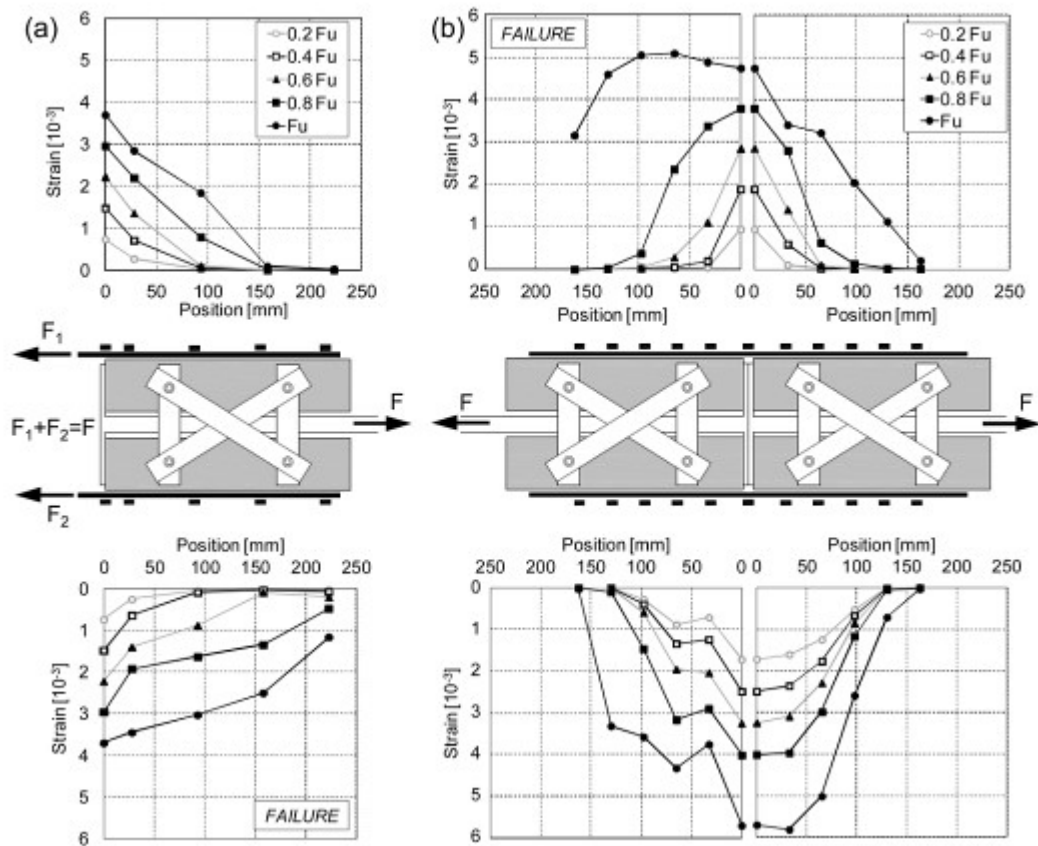 (a)
6
5
4
3
2
1
0
Strain [10⁻³]
0.2 Fu
0.4 Fu
0.6 Fu
0.8 Fu
Fu
0 50 100 150 200 250
Position [mm]
(b)
FAILURE
6
5
4
3
2
1
0
Strain [10⁻³]
0.2 Fu
0.4 Fu
0.6 Fu
0.8 Fu
Fu
250 200 150 100 50 0 0 50 100 150 200 250
Position [mm] Position [mm]
F₁
F₁+F₂=F
F
F₂
F
F
Position [mm]
0 50 100 150 200 250
0
1
2
3
4
5
6
Strain [10⁻³]
FAILURE
Position [mm] Position [mm]
250 200 150 100 50 0 0 50 100 150 200 250
0
1
2
3
4
5
6
Strain [10⁻³]